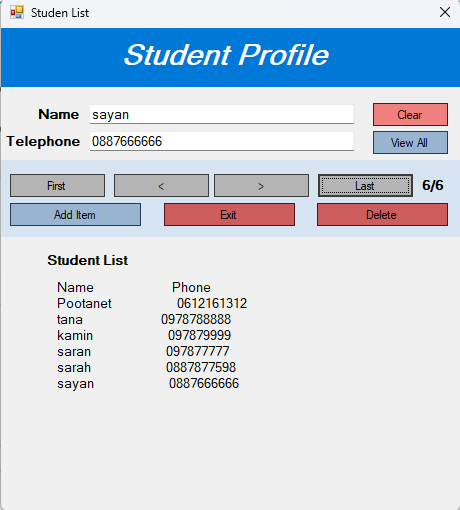 Studen List
Student Profile
Name sayan Clear
Telephone 0887666666 View All
First < > Last 6/6
Add Item Exit Delete
Student List
Name Phone
Pootanet 0612161312
tana 0978788888
kamin 097879999
saran 097877777
sarah 0887877598
sayan 0887666666